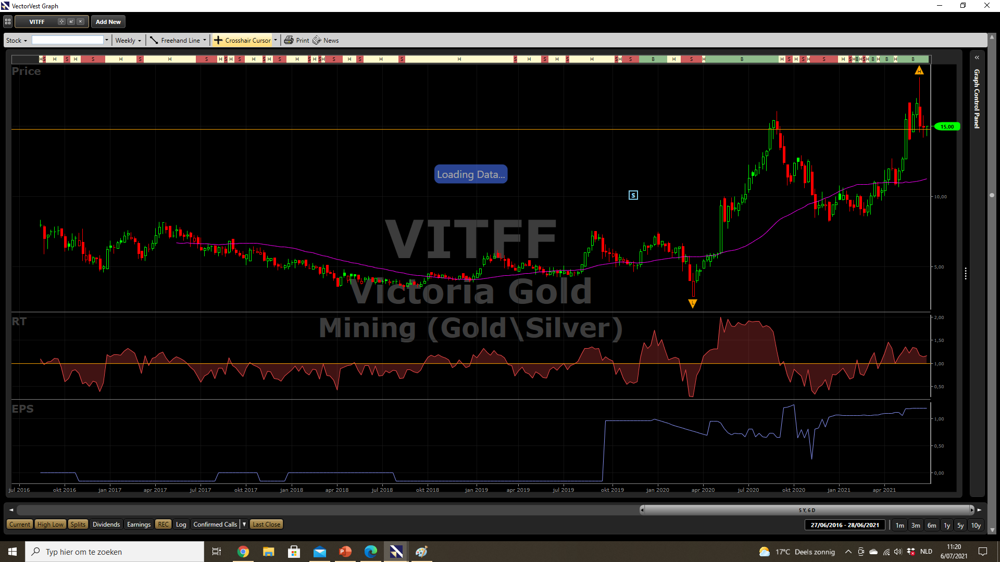 VectorVest Graph
VITFF Add New
Stock Weekly Freehand Line Crosshair Cursor Print News
H S H S H S H S H S H S H S H S H S H S H S H S H S H S H S H S H S H S H S H S B H S H B H S H S H S H S H B H S H B H B H B
Price
H
Graph Control Panel
15,00
Loading Data...
S
10,00
VITFF
5,00
Victoria Gold
L
RT
Mining (Gold\Silver)
2,00
1,50
1,00
0,50
EPS
1,00
0,50
0,00
jul 2016 okt 2016 jan 2017 apr 2017 jul 2017 okt 2017 jan 2018 apr 2018 jul 2018 okt 2018 jan 2019 apr 2019 jul 2019 okt 2019 jan 2020 apr 2020 jul 2020 okt 2020 jan 2021 apr 2021
5 Y, 6 D
Current High Low Splits Dividends Earnings REC Log Confirmed Calls Last Close 27/06/2016 - 28/06/2021 1m 3m 6m 1y 5y 10y
Typ hier om te zoeken 17°C Deels zonnig NLD 11:20
6/07/2021